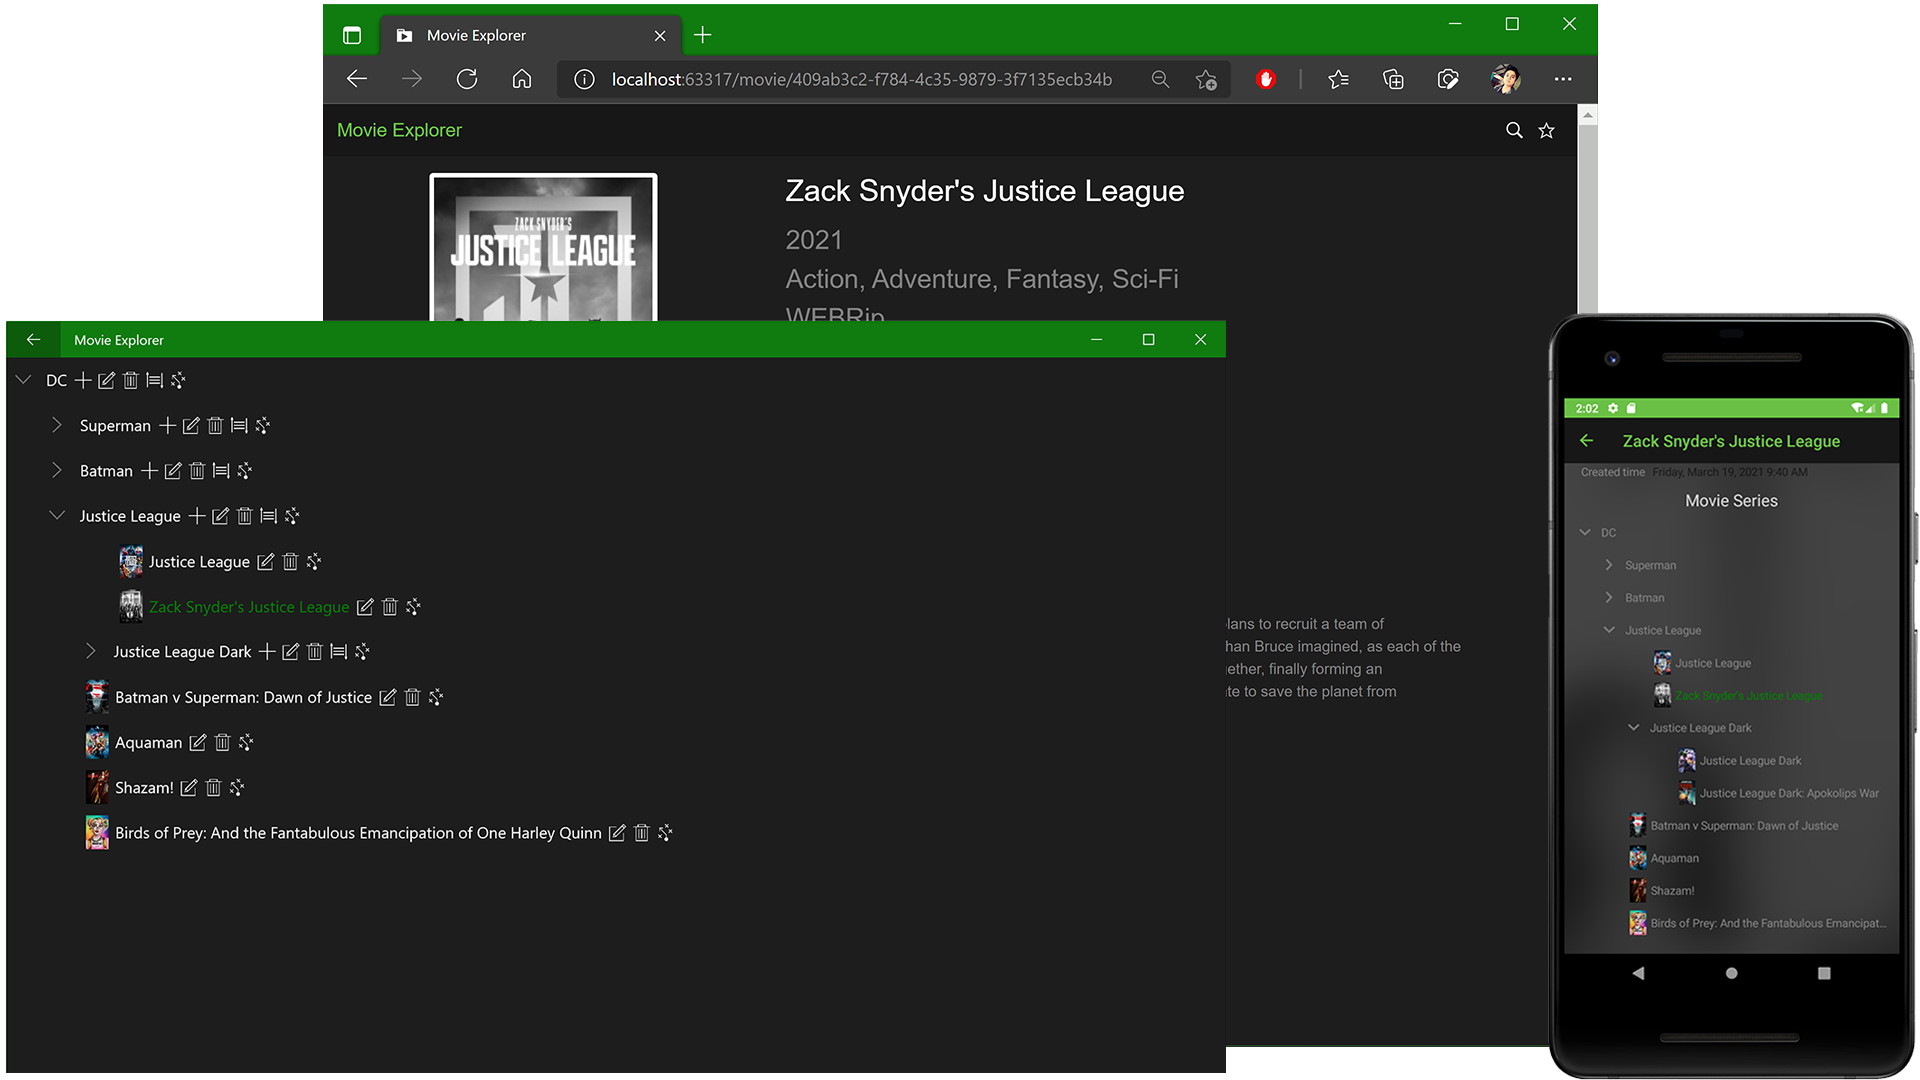 Movie Explorer
localhost:63317/movie/409ab3c2-f784-4c35-9879-3f7135ecb34b
Movie Explorer
ZACK SNYDER'S
JUSTICE LEAGUE
Zack Snyder's Justice League
2021
Action, Adventure, Fantasy, Sci-Fi
WEBRip
lans to recruit a team of
han Bruce imagined, as each of the
ether, finally forming an
ate to save the planet from
Movie Explorer
DC
Superman
Batman
Justice League
Justice League
Zack Snyder's Justice League
Justice League Dark
Batman v Superman: Dawn of Justice
Aquaman
Shazam!
Birds of Prey: And the Fantabulous Emancipation of One Harley Quinn
2:02
Zack Snyder's Justice League
Created time Friday, March 19, 2021 9:40 AM
Movie Series
DC
Superman
Batman
Justice League
Justice League
Zack Snyder's Justice League
Justice League Dark
Justice League Dark
Justice League Dark: Apokolips War
Batman v Superman: Dawn of Justice
Aquaman
Shazam!
Birds of Prey: And the Fantabulous Emancipat...